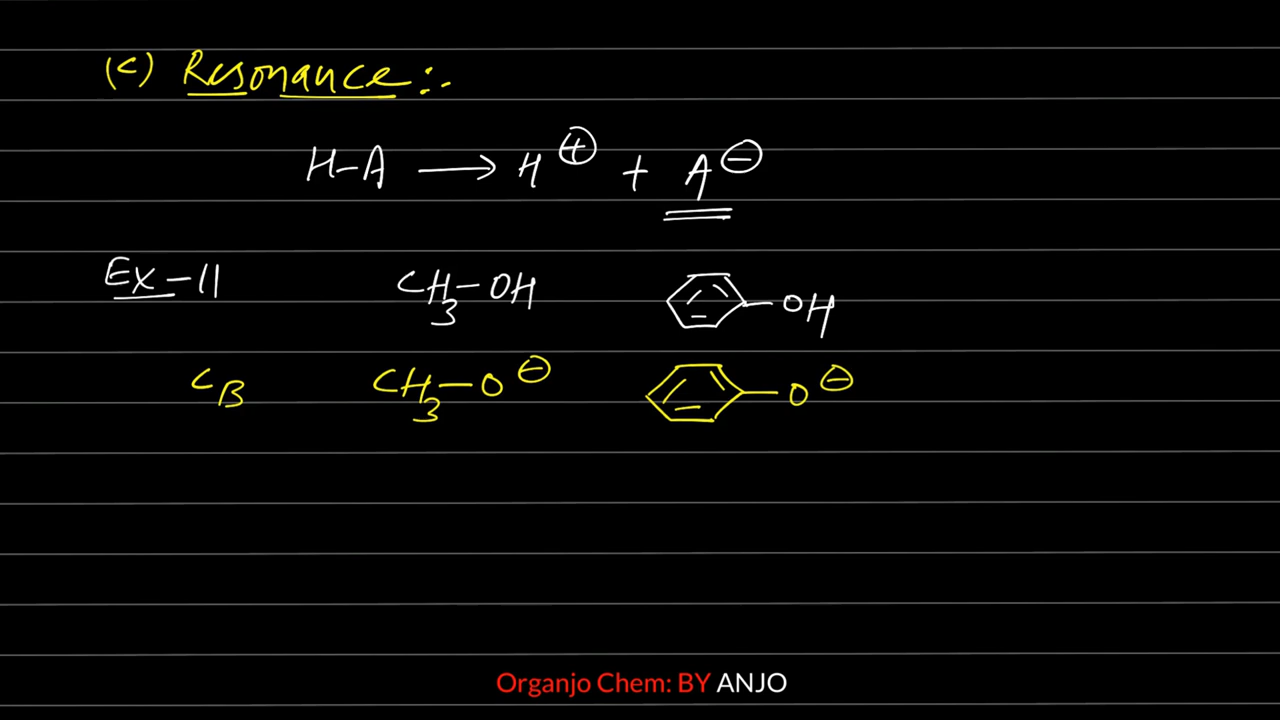 (c) Resonance:-
H-A ⟶ H⊕ + A⊖
Ex-11 CH3-OH -OH
CB CH3-O⊖ -O⊖
Organjo Chem: BY ANJO